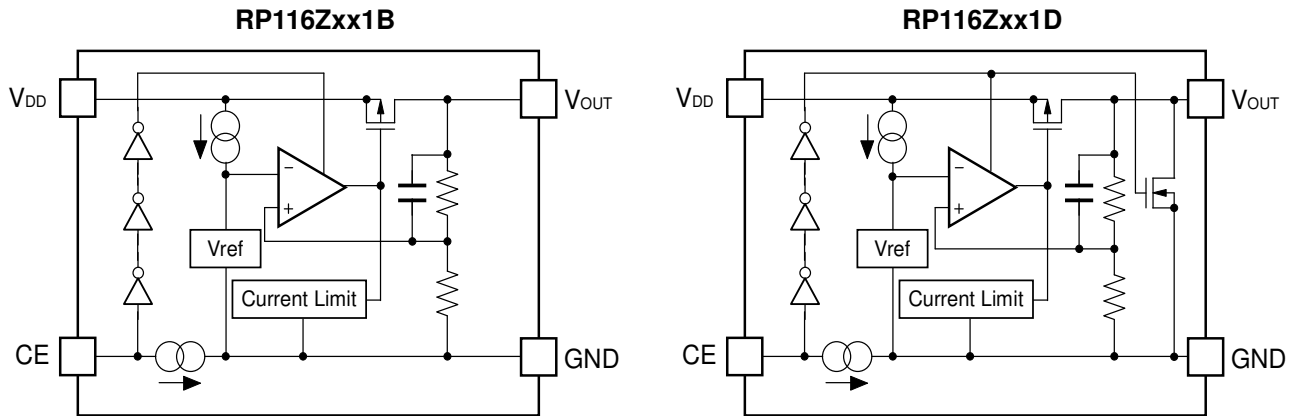 RP116Zxx1B
VDD
VOUT
−
+
Vref
Current Limit
CE
GND
RP116Zxx1D
VDD
VOUT
−
+
Vref
Current Limit
CE
GND